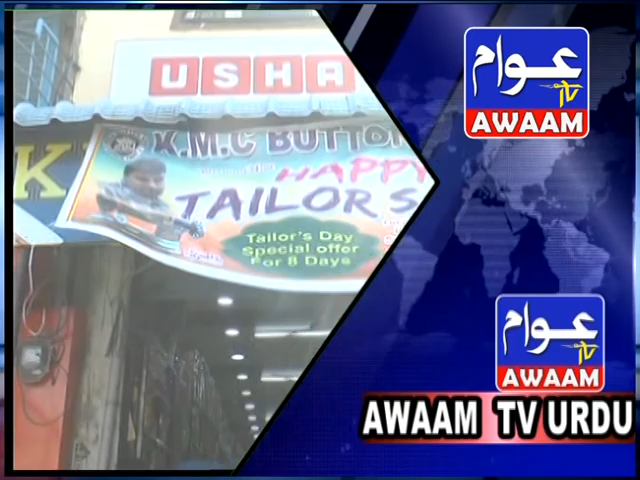 USHA
K.M.C BUTTON
HAPPY
TAILOR S
Tailor's Day
Special offer
For 8 Days
K
عوام
TV
AWAAM
عوام
TV
AWAAM
AWAAM TV URDU